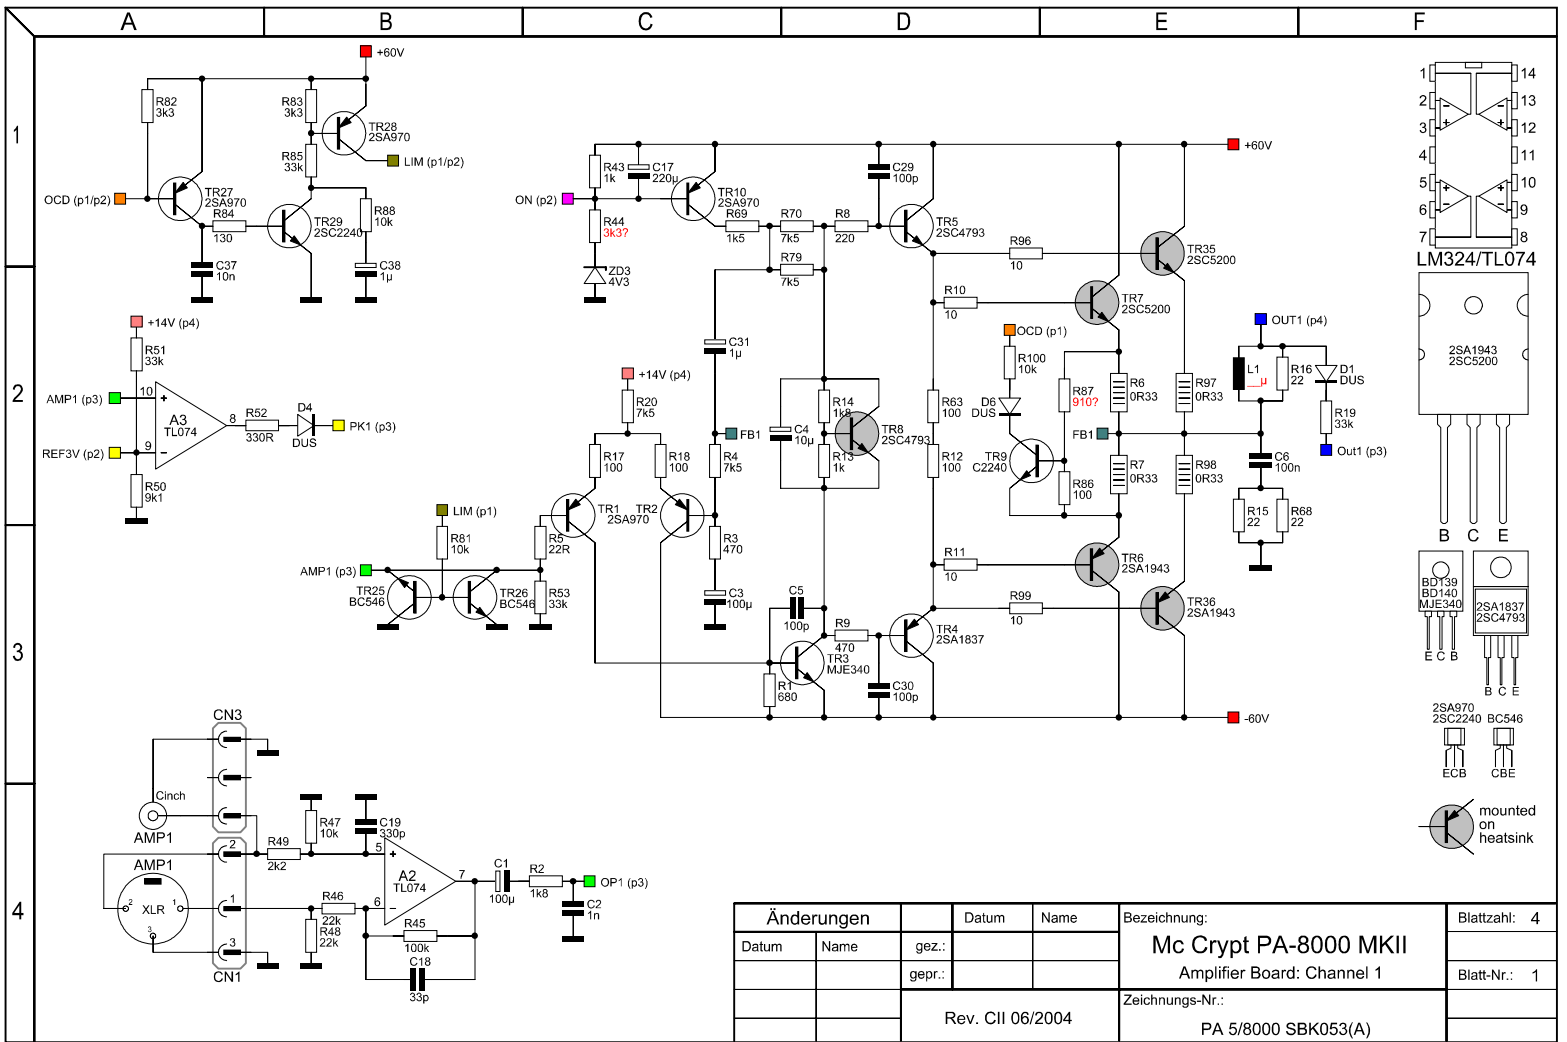 A B C D E F
1
2
3
4
+60V
R82
3k3
R83
3k3
TR28
2SA970
R85
33k
LIM (p1/p2)
OCD (p1/p2)
TR27
2SA970
R84
130
TR29
2SC2240
R88
10k
C37
10n
C38
1µ
+14V (p4)
R51
33k
AMP1 (p3)
10
+
A3
TL074
8
9
-
R52
330R
D4
DUS
PK1 (p3)
REF3V (p2)
R50
9k1
LIM (p1)
R81
10k
AMP1 (p3)
TR25
BC546
TR26
BC546
R5
22R
R53
33k
ON (p2)
R43
1k
C17
220µ
TR10
2SA970
R44
3k3?
ZD3
4V3
R69
1k5
R70
7k5
R79
7k5
R8
220
C29
100p
TR5
2SC4793
+60V
R96
10
TR35
2SC5200
R10
10
TR7
2SC5200
C31
1µ
+14V (p4)
R20
7k5
FB1
R17
100
R18
100
R4
7k5
TR1
2SA970
TR2
R3
470
C3
100µ
C4
10µ
R14
1k8
TR8
2SC4793
R13
1k
R63
100
R12
100
OCD (p1)
R100
10k
D6
DUS
R87
910?
TR9
C2240
R86
100
FB1
R6
0R33
R97
0R33
R7
0R33
R98
0R33
OUT1 (p4)
L1
__µ
R16
22
D1
DUS
R19
33k
Out1 (p3)
C6
100n
R15
22
R68
22
R11
10
TR6
2SA1943
R99
10
TR36
2SA1943
C5
100p
R9
470
TR4
2SA1837
TR3
MJE340
R1
680
C30
100p
-60V
CN3
Cinch
AMP1
AMP1
XLR
2
1
3
2
1
3
CN1
R49
2k2
R47
10k
C19
330p
5
+
A2
TL074
7
6
-
R46
22k
R48
22k
R45
100k
C18
33p
C1
100µ
R2
1k8
OP1 (p3)
C2
1n
1 14
2 13
3 12
4 11
5 10
6 9
7 8
LM324/TL074
2SA1943
2SC5200
B C E
BD139
BD140
MJE340
E C B
2SA1837
2SC4793
B C E
2SA970
2SC2240
BC546
ECB
CBE
mounted
on
heatsink
Änderungen
Datum
Name
Datum
Name
gez.:
gepr.:
Rev. CII 06/2004
Bezeichnung:
Mc Crypt PA-8000 MKII
Amplifier Board: Channel 1
Zeichnungs-Nr.:
PA 5/8000 SBK053(A)
Blattzahl: 4
Blatt-Nr.: 1